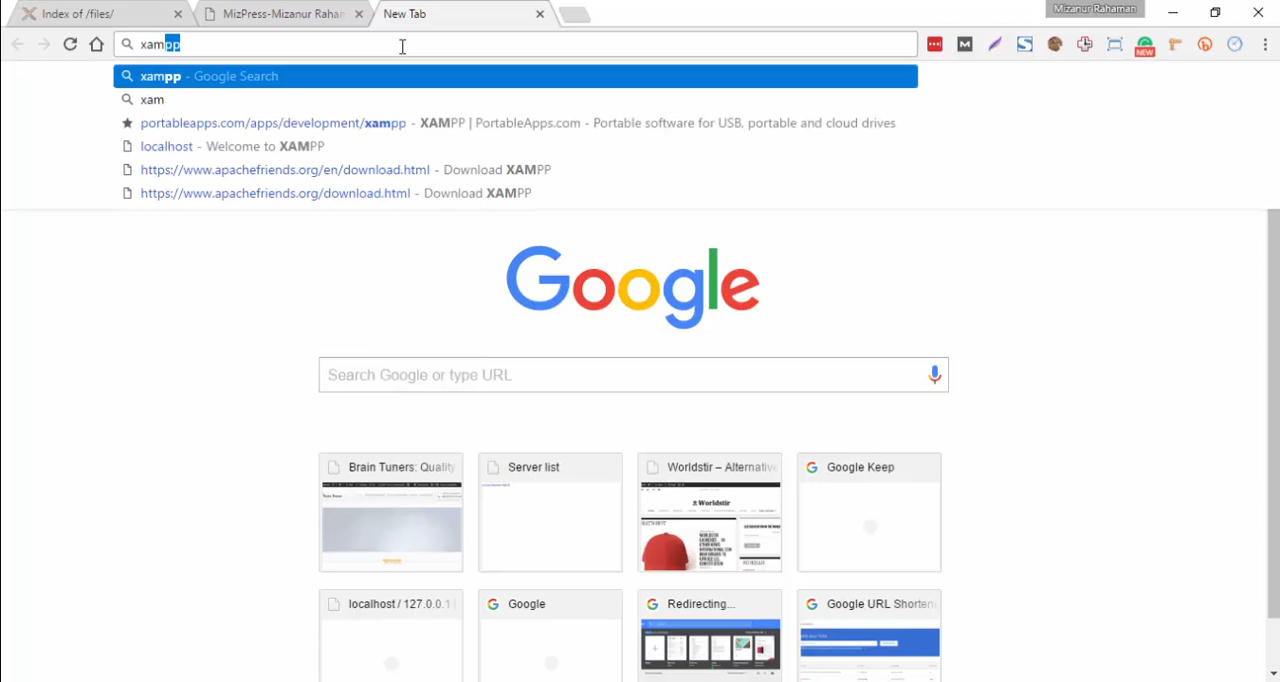 Index of /files/
MizPress-Mizanur Raham
New Tab
Mizanur Rahaman
xampp
NEW
xampp - Google Search
xam
portableapps.com/apps/development/xampp - XAMPP | PortableApps.com - Portable software for USB, portable and cloud drives
localhost - Welcome to XAMPP
https://www.apachefriends.org/en/download.html - Download XAMPP
https://www.apachefriends.org/download.html - Download XAMPP
Google
Search Google or type URL
Brain Tuners: Quality
Server list
Worldstir – Alternative
Google Keep
Worldstir
localhost / 127.0.0.1
Google
Redirecting...
Google URL Shorten